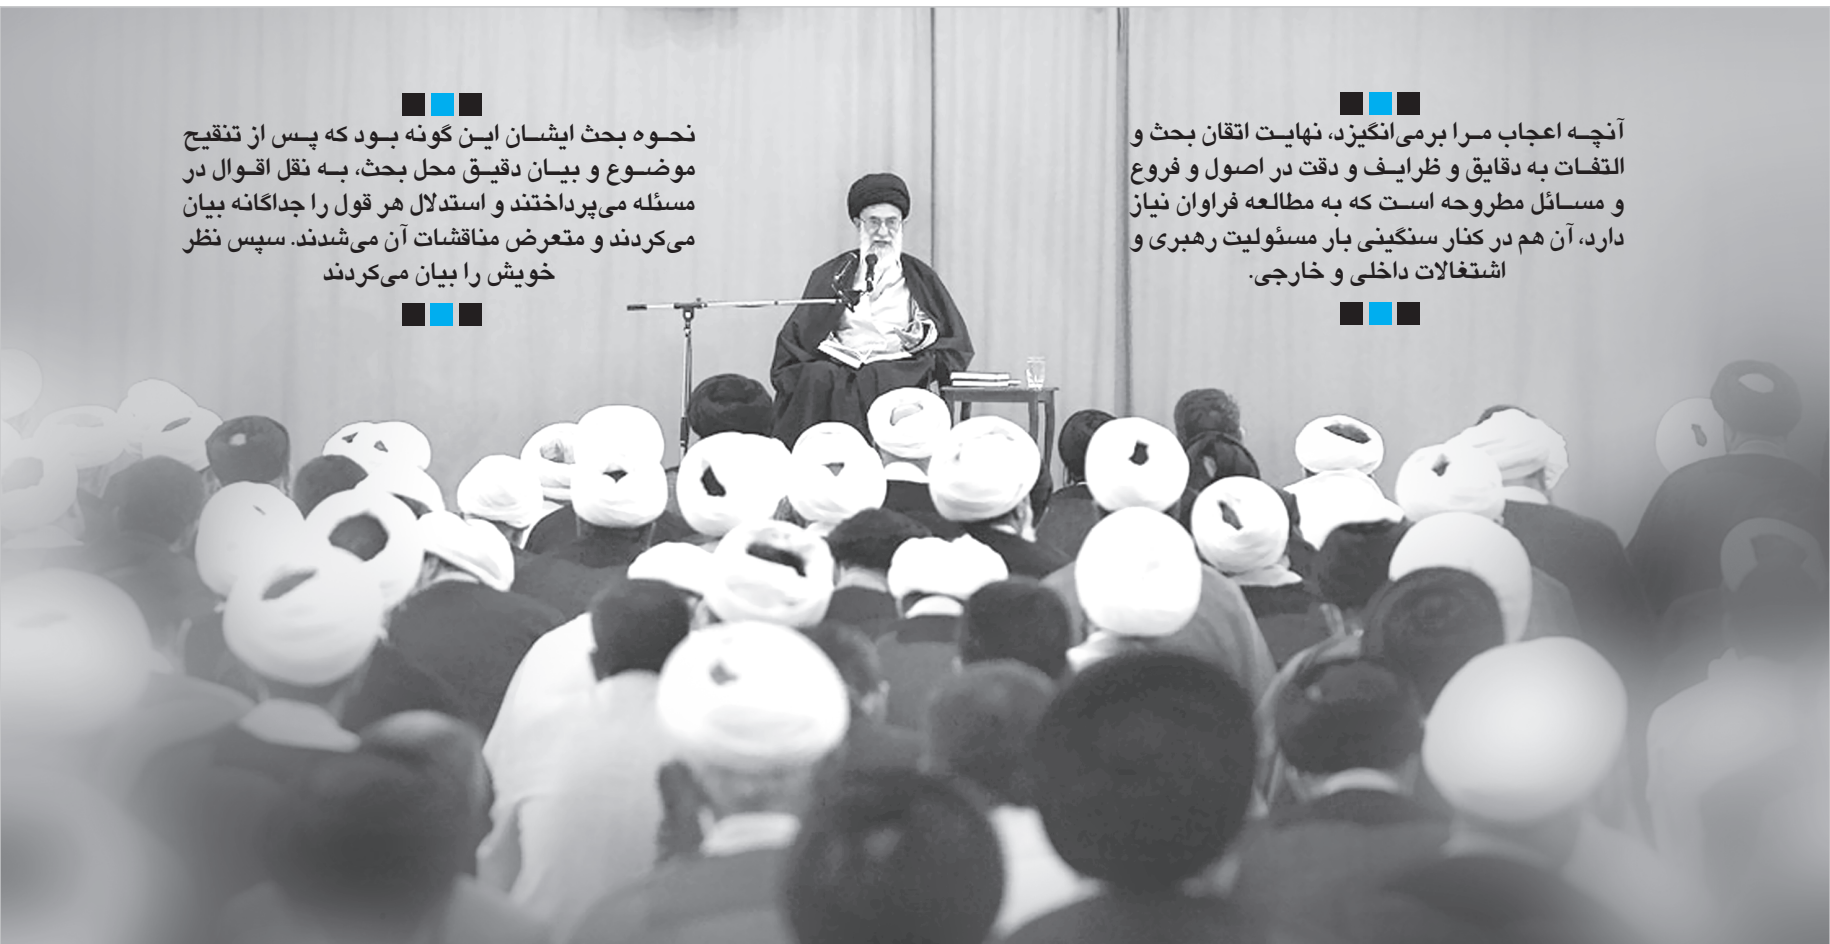 آنچه اعجاب مرا برمی‌انگیزد، نهایت اتقان بحث و
التفات به دقایق و ظرایف و دقت در اصول و فروع
و مسائل مطروحه است که به مطالعه فراوان نیاز
دارد، آن هم در کنار سنگینی بار مسئولیت رهبری و
اشتغالات داخلی و خارجی.
نحوه بحث ایشان این گونه بود که پس از تنقیح
موضوع و بیان دقیق محل بحث، به نقل اقوال در
مسئله می‌پرداختند و استدلال هر قول را جداگانه بیان
می‌کردند و متعرض مناقشات آن می‌شدند. سپس نظر
خویش را بیان می‌کردند